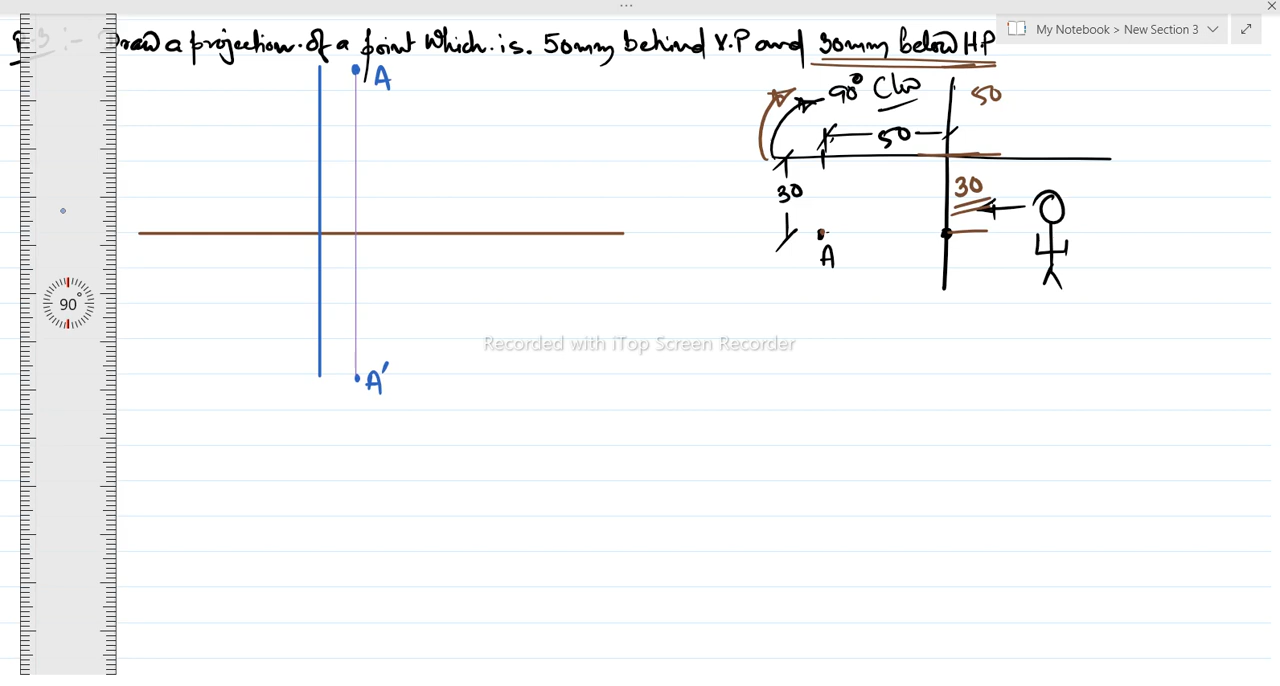 :- Draw a projection. of a point which. is. 50mm behind V.P and 30mm below HP
My Notebook > New Section 3
A
90° Clw
50
50
30
30
A
90°
A'
Recorded with iTop Screen Recorder